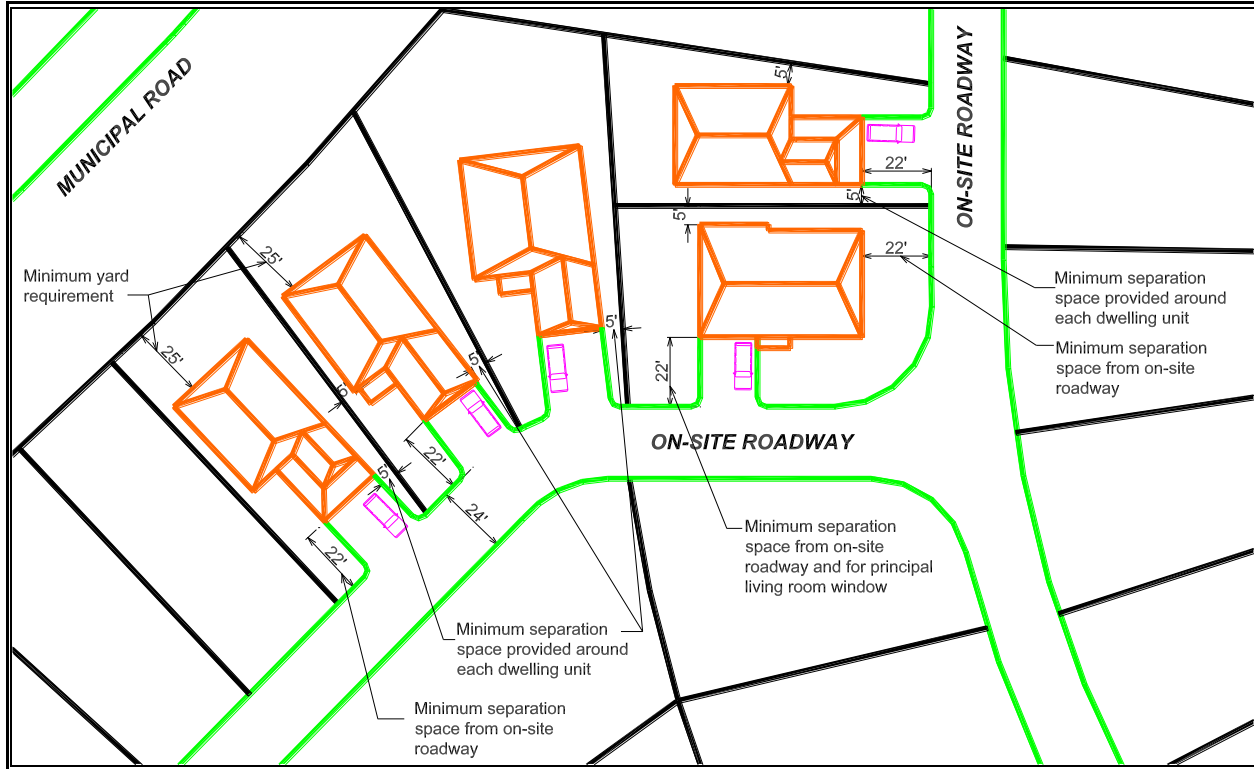 MUNICIPAL ROAD
ON-SITE ROADWAY
5'
22'
5'
5'
22'
Minimum separation
space provided around
each dwelling unit
Minimum separation
space from on-site
roadway
25'
Minimum yard
requirement
25'
5'
22'
5'
5'
ON-SITE ROADWAY
22'
5'
24'
22'
Minimum separation
space from on-site
roadway and for principal
living room window
Minimum separation
space provided around
each dwelling unit
Minimum separation
space from on-site
roadway